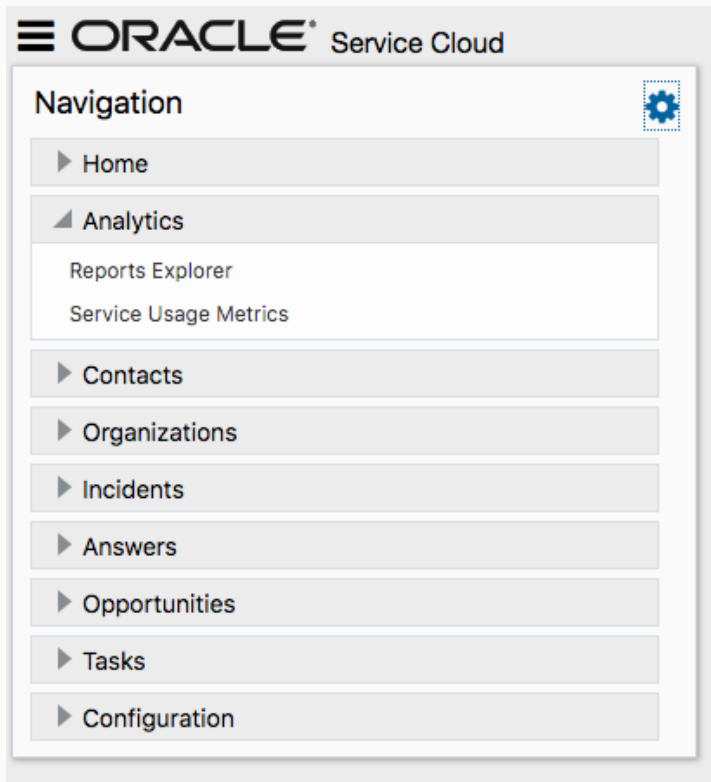 ORACLE Service Cloud
Navigation
Home
Analytics
Reports Explorer
Service Usage Metrics
Contacts
Organizations
Incidents
Answers
Opportunities
Tasks
Configuration